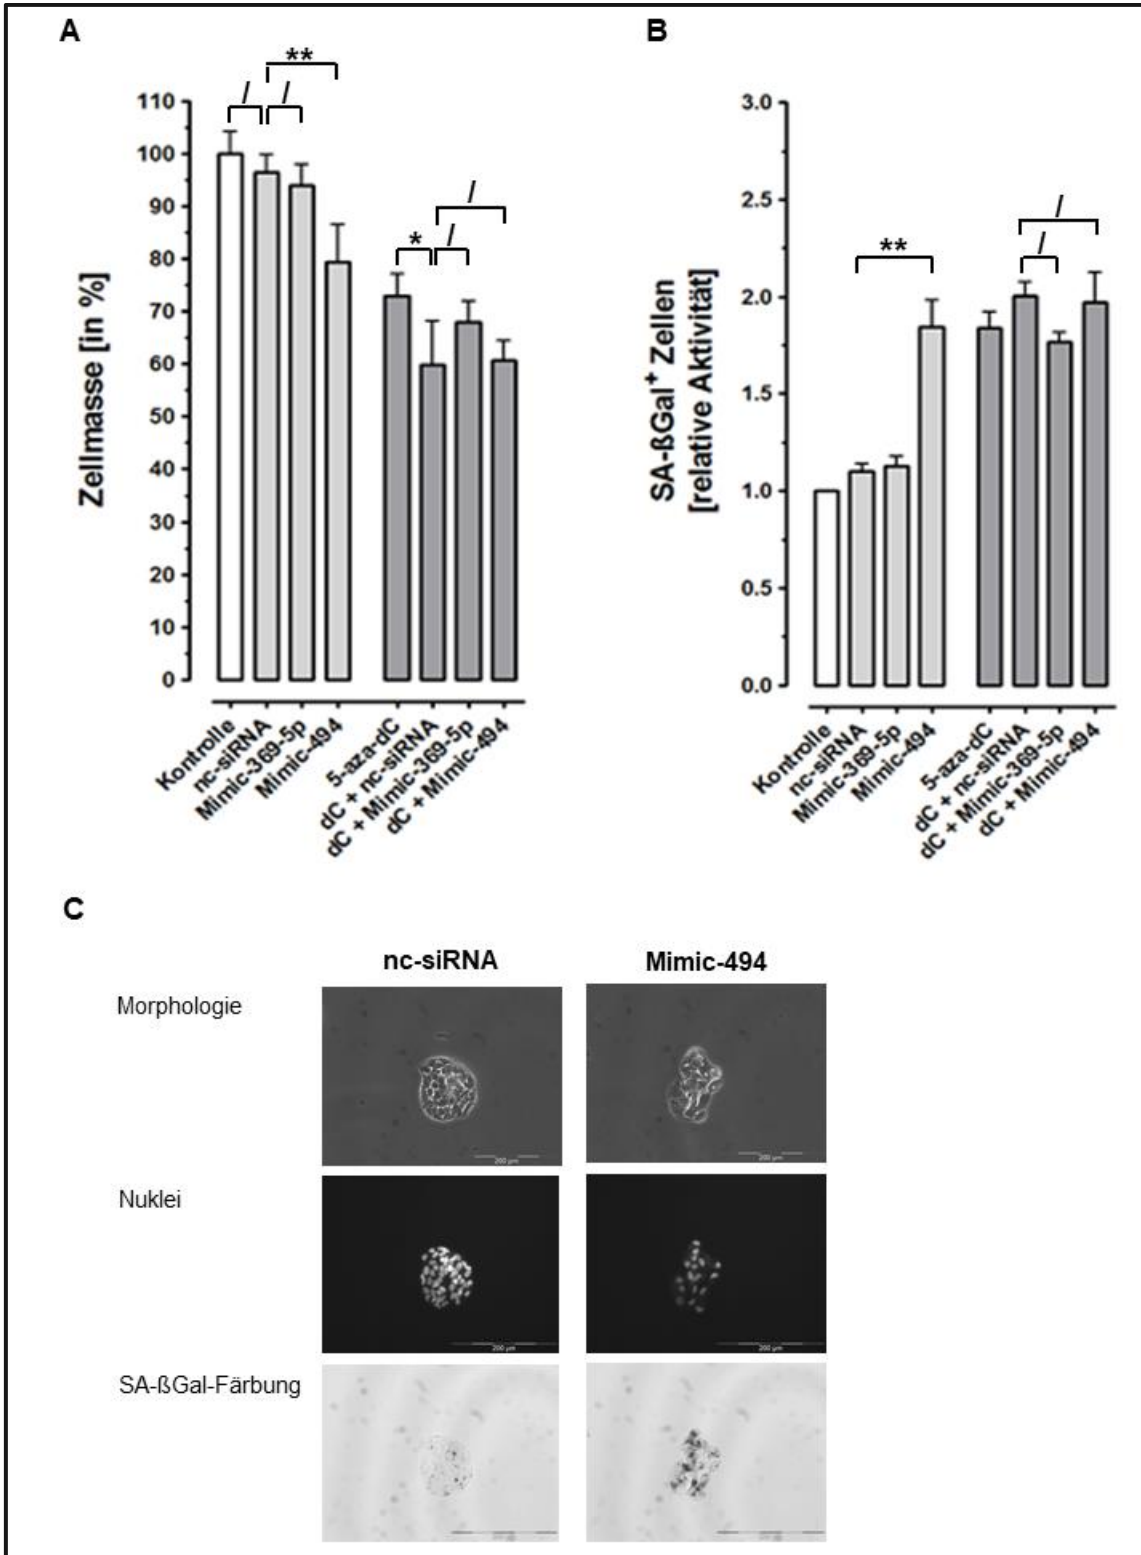 A
**
/
/
110
100
90
80
70
60
50
40
30
20
10
0
/
*
/
Zellmasse [in %]
Kontrolle
nc-siRNA
Mimic-369-5p
Mimic-494
5-aza-dC
dC + nc-siRNA
dC + Mimic-369-5p
dC + Mimic-494
B
3.0
2.5
2.0
1.5
1.0
0.5
0.0
**
/
/
SA-ßGal⁺ Zellen
[relative Aktivität]
Kontrolle
nc-siRNA
Mimic-369-5p
Mimic-494
5-aza-dC
dC + nc-siRNA
dC + Mimic-369-5p
dC + Mimic-494
C
nc-siRNA
Mimic-494
Morphologie
200 µm
200 µm
Nuklei
200 µm
200 µm
SA-ßGal-Färbung